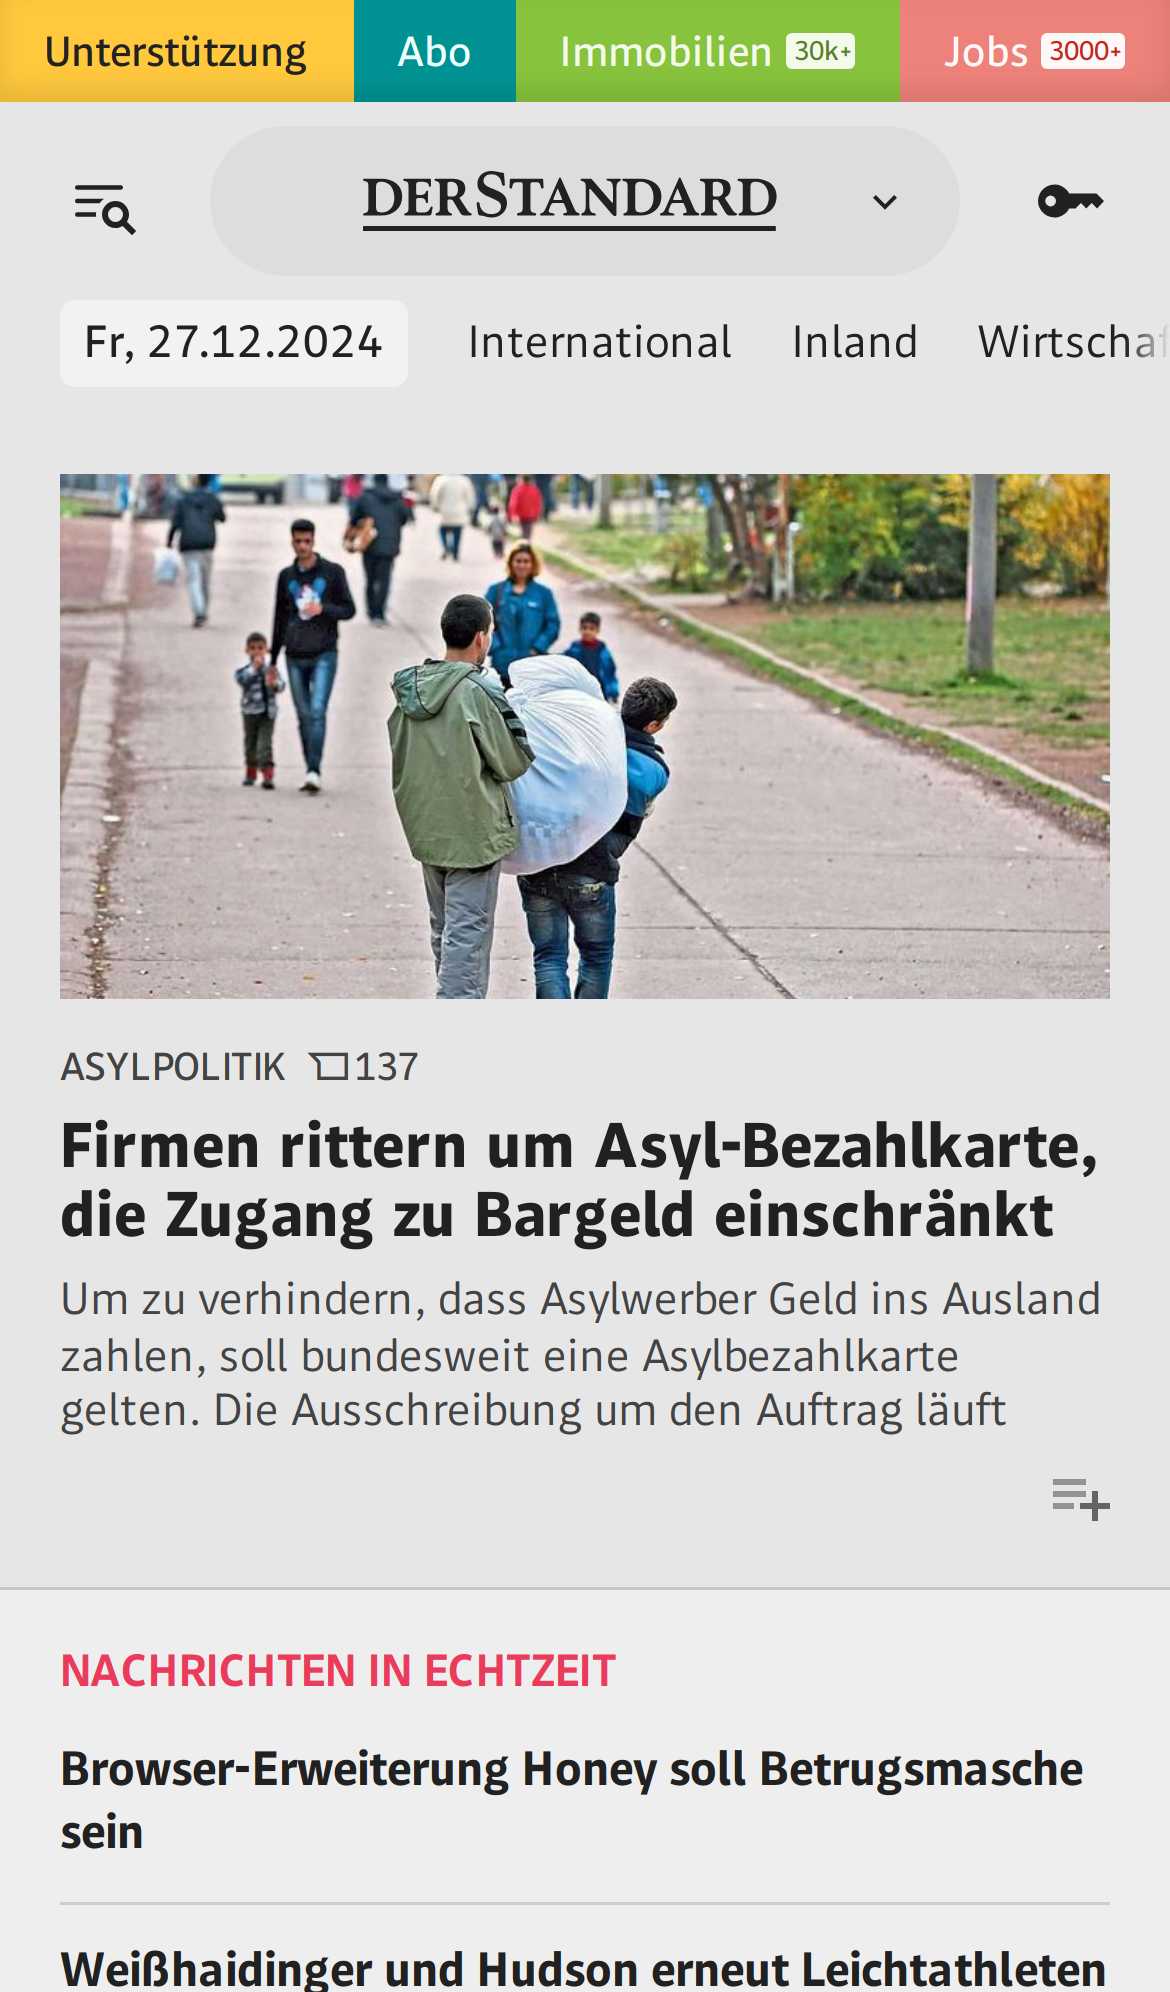 Unterstützung
Abo
Immobilien 30k+
Jobs 3000+
DERSTANDARD
Fr, 27.12.2024
International
Inland
Wirtschaf
ASYLPOLITIK 137
Firmen rittern um Asyl-Bezahlkarte,
die Zugang zu Bargeld einschränkt
Um zu verhindern, dass Asylwerber Geld ins Ausland
zahlen, soll bundesweit eine Asylbezahlkarte
gelten. Die Ausschreibung um den Auftrag läuft
NACHRICHTEN IN ECHTZEIT
Browser-Erweiterung Honey soll Betrugsmasche
sein
Weißhaidinger und Hudson erneut Leichtathleten